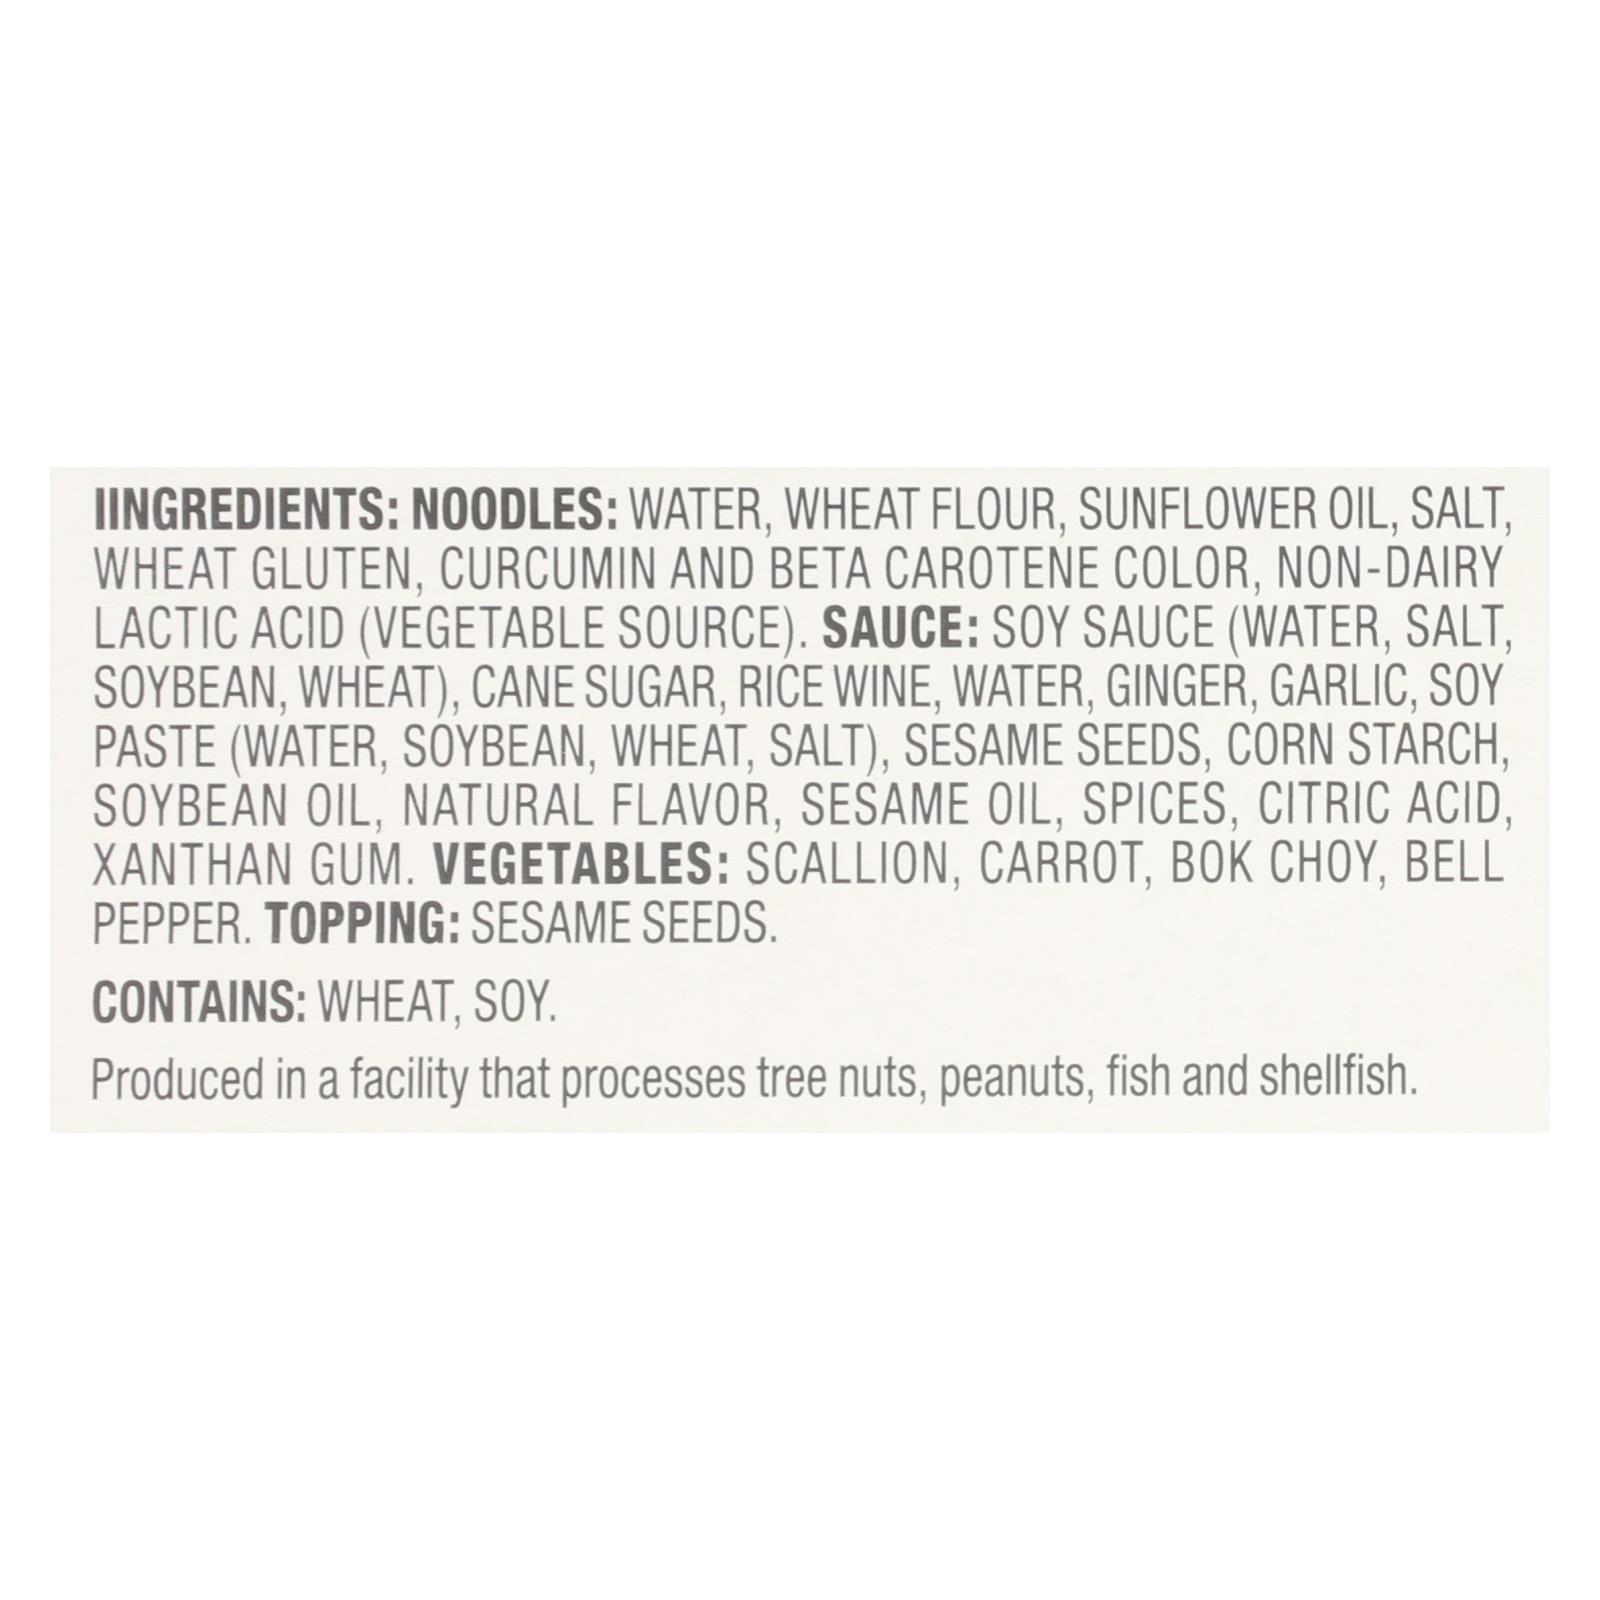 IINGREDIENTS: NOODLES: WATER, WHEAT FLOUR, SUNFLOWER OIL, SALT,
WHEAT GLUTEN, CURCUMIN AND BETA CAROTENE COLOR, NON-DAIRY
LACTIC ACID (VEGETABLE SOURCE). SAUCE: SOY SAUCE (WATER, SALT,
SOYBEAN, WHEAT), CANE SUGAR, RICE WINE, WATER, GINGER, GARLIC, SOY
PASTE (WATER, SOYBEAN, WHEAT, SALT), SESAME SEEDS, CORN STARCH,
SOYBEAN OIL, NATURAL FLAVOR, SESAME OIL, SPICES, CITRIC ACID,
XANTHAN GUM. VEGETABLES: SCALLION, CARROT, BOK CHOY, BELL
PEPPER. TOPPING: SESAME SEEDS.
CONTAINS: WHEAT, SOY.
Produced in a facility that processes tree nuts, peanuts, fish and shellfish.